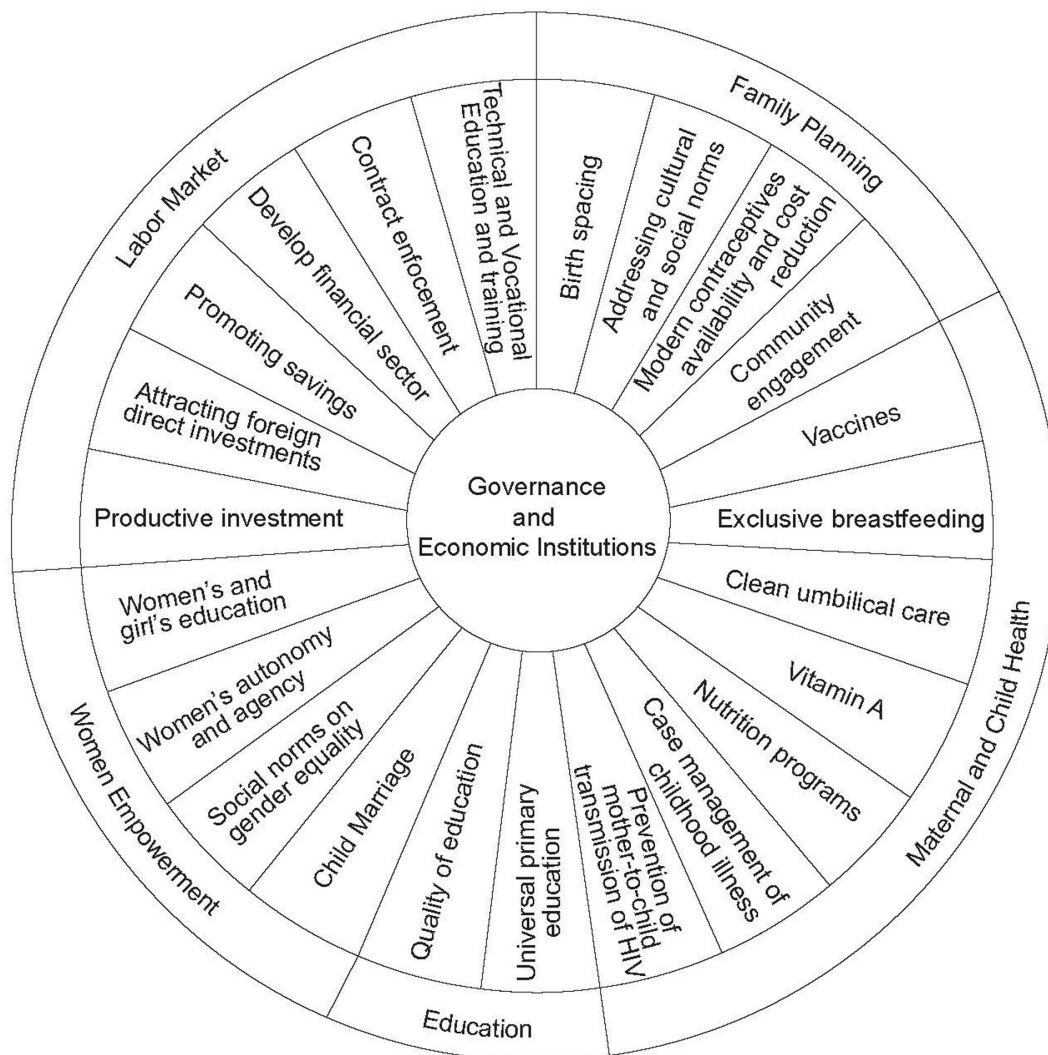 Governance
and
Economic Institutions
Family Planning
Birth spacing
Addressing cultural
and social norms
Modern contraceptives
availability and cost
reduction
Community
engagement
Maternal and Child Health
Vaccines
Exclusive breastfeeding
Clean umbilical care
Vitamin A
Nutrition programs
Case management of
childhood illness
Prevention of
mother-to-child
transmission of HIV
Education
Universal primary
education
Quality of education
Women Empowerment
Child Marriage
Social norms on
gender equality
Women's autonomy
and agency
Women's and
girl's education
Labor Market
Productive investment
Attracting foreign
direct investments
Promoting savings
Develop financial sector
Contract enfocement
Technical and Vocational
Education and training